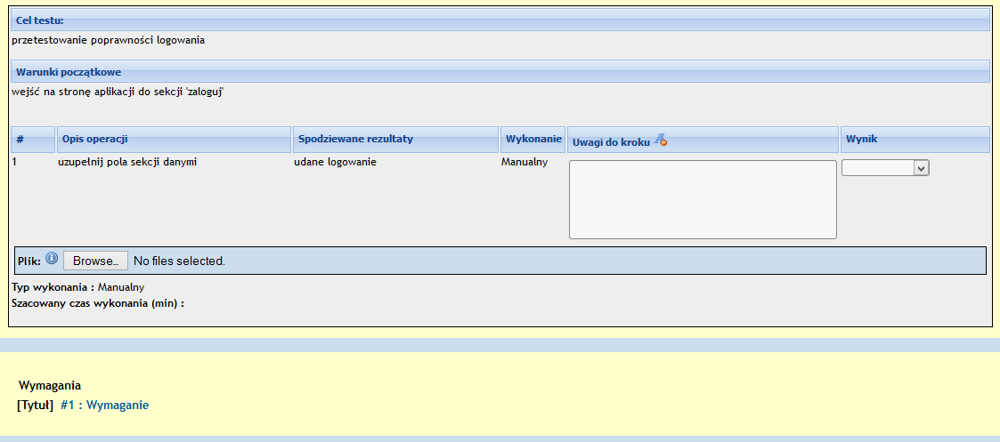 Cel testu:
przetestowanie poprawności logowania
Warunki początkowe
wejść na stronę aplikacji do sekcji 'zaloguj'
# Opis operacji Spodziewane rezultaty Wykonanie Uwagi do kroku Wynik
1 uzupełnij pola sekcji danymi udane logowanie Manualny
Plik: Browse... No files selected.
Typ wykonania : Manualny
Szacowany czas wykonania (min) :
Wymagania
[Tytuł] #1 : Wymaganie